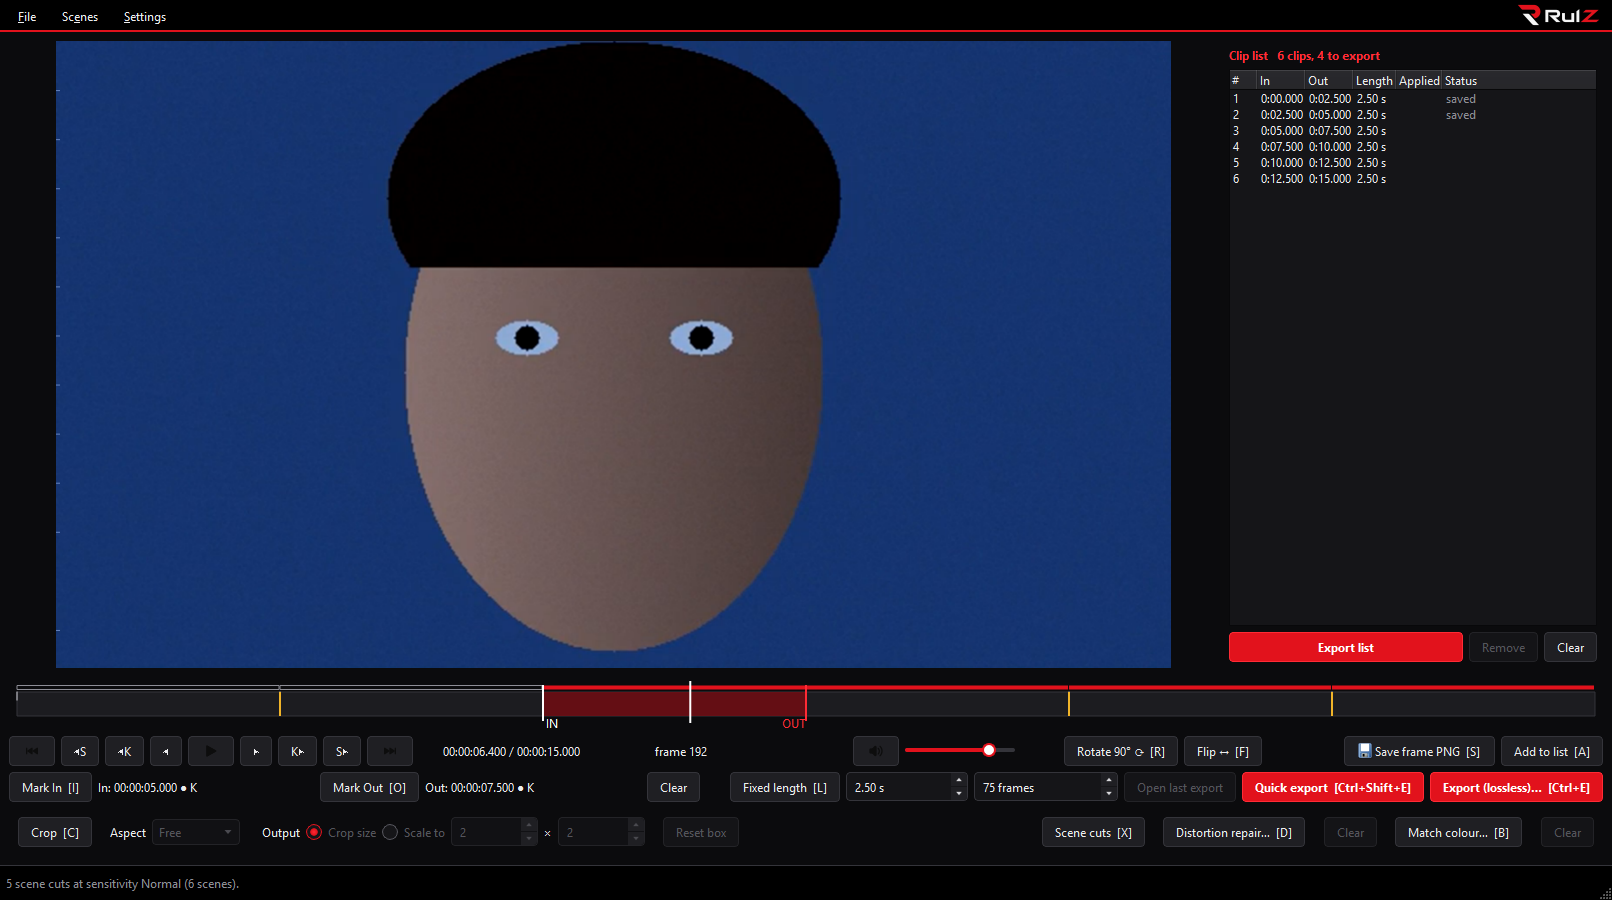 File Scenes Settings
RulZ
Clip list 6 clips, 4 to export
# In Out Length Applied Status
1 0:00.000 0:02.500 2.50 s saved
2 0:02.500 0:05.000 2.50 s saved
3 0:05.000 0:07.500 2.50 s
4 0:07.500 0:10.000 2.50 s
5 0:10.000 0:12.500 2.50 s
6 0:12.500 0:15.000 2.50 s
Export list Remove Clear
IN OUT
S K K S 00:00:06.400 / 00:00:15.000 frame 192 Rotate 90° ⟳ [R] Flip ↔ [F] Save frame PNG [S] Add to list [A]
Mark In [I] In: 00:00:05.000 ● K Mark Out [O] Out: 00:00:07.500 ● K Clear Fixed length [L] 2.50 s 75 frames Open last export Quick export [Ctrl+Shift+E] Export (lossless)... [Ctrl+E]
Crop [C] Aspect Free Output Crop size Scale to 2 × 2 Reset box Scene cuts [X] Distortion repair... [D] Clear Match colour... [B] Clear
5 scene cuts at sensitivity Normal (6 scenes).